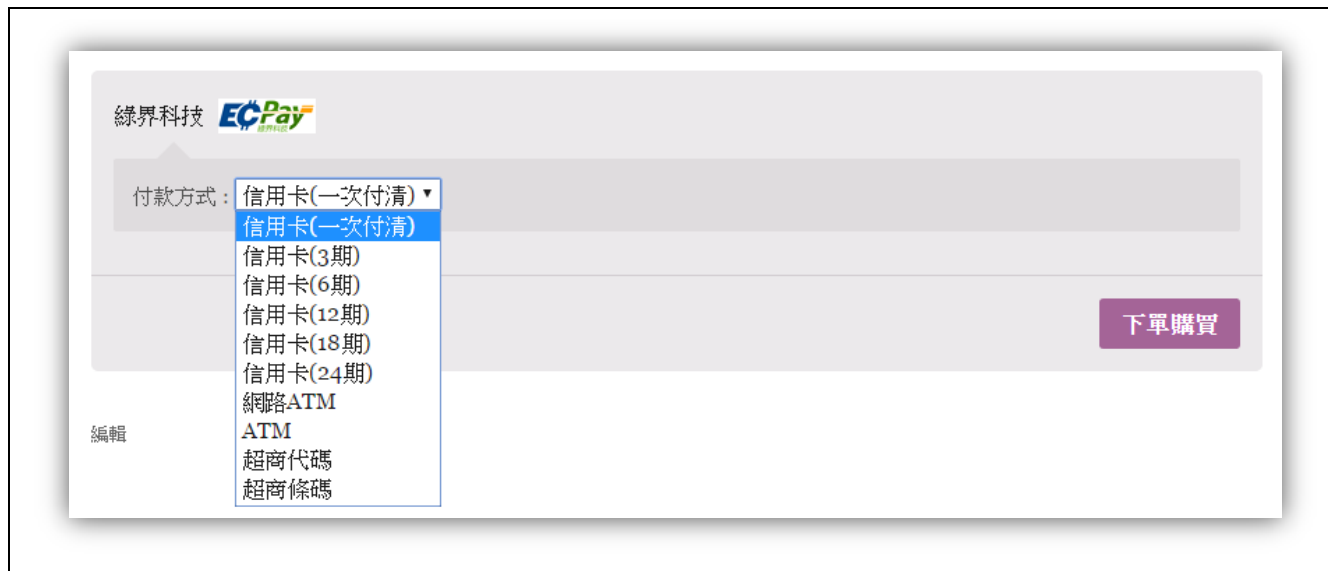 綠界科技 ECPay
綠界科技
付款方式：信用卡(一次付清)
信用卡(一次付清)
信用卡(3期)
信用卡(6期)
信用卡(12期)
信用卡(18期)
信用卡(24期)
下單購買
網路ATM
ATM
編輯
超商代碼
超商條碼